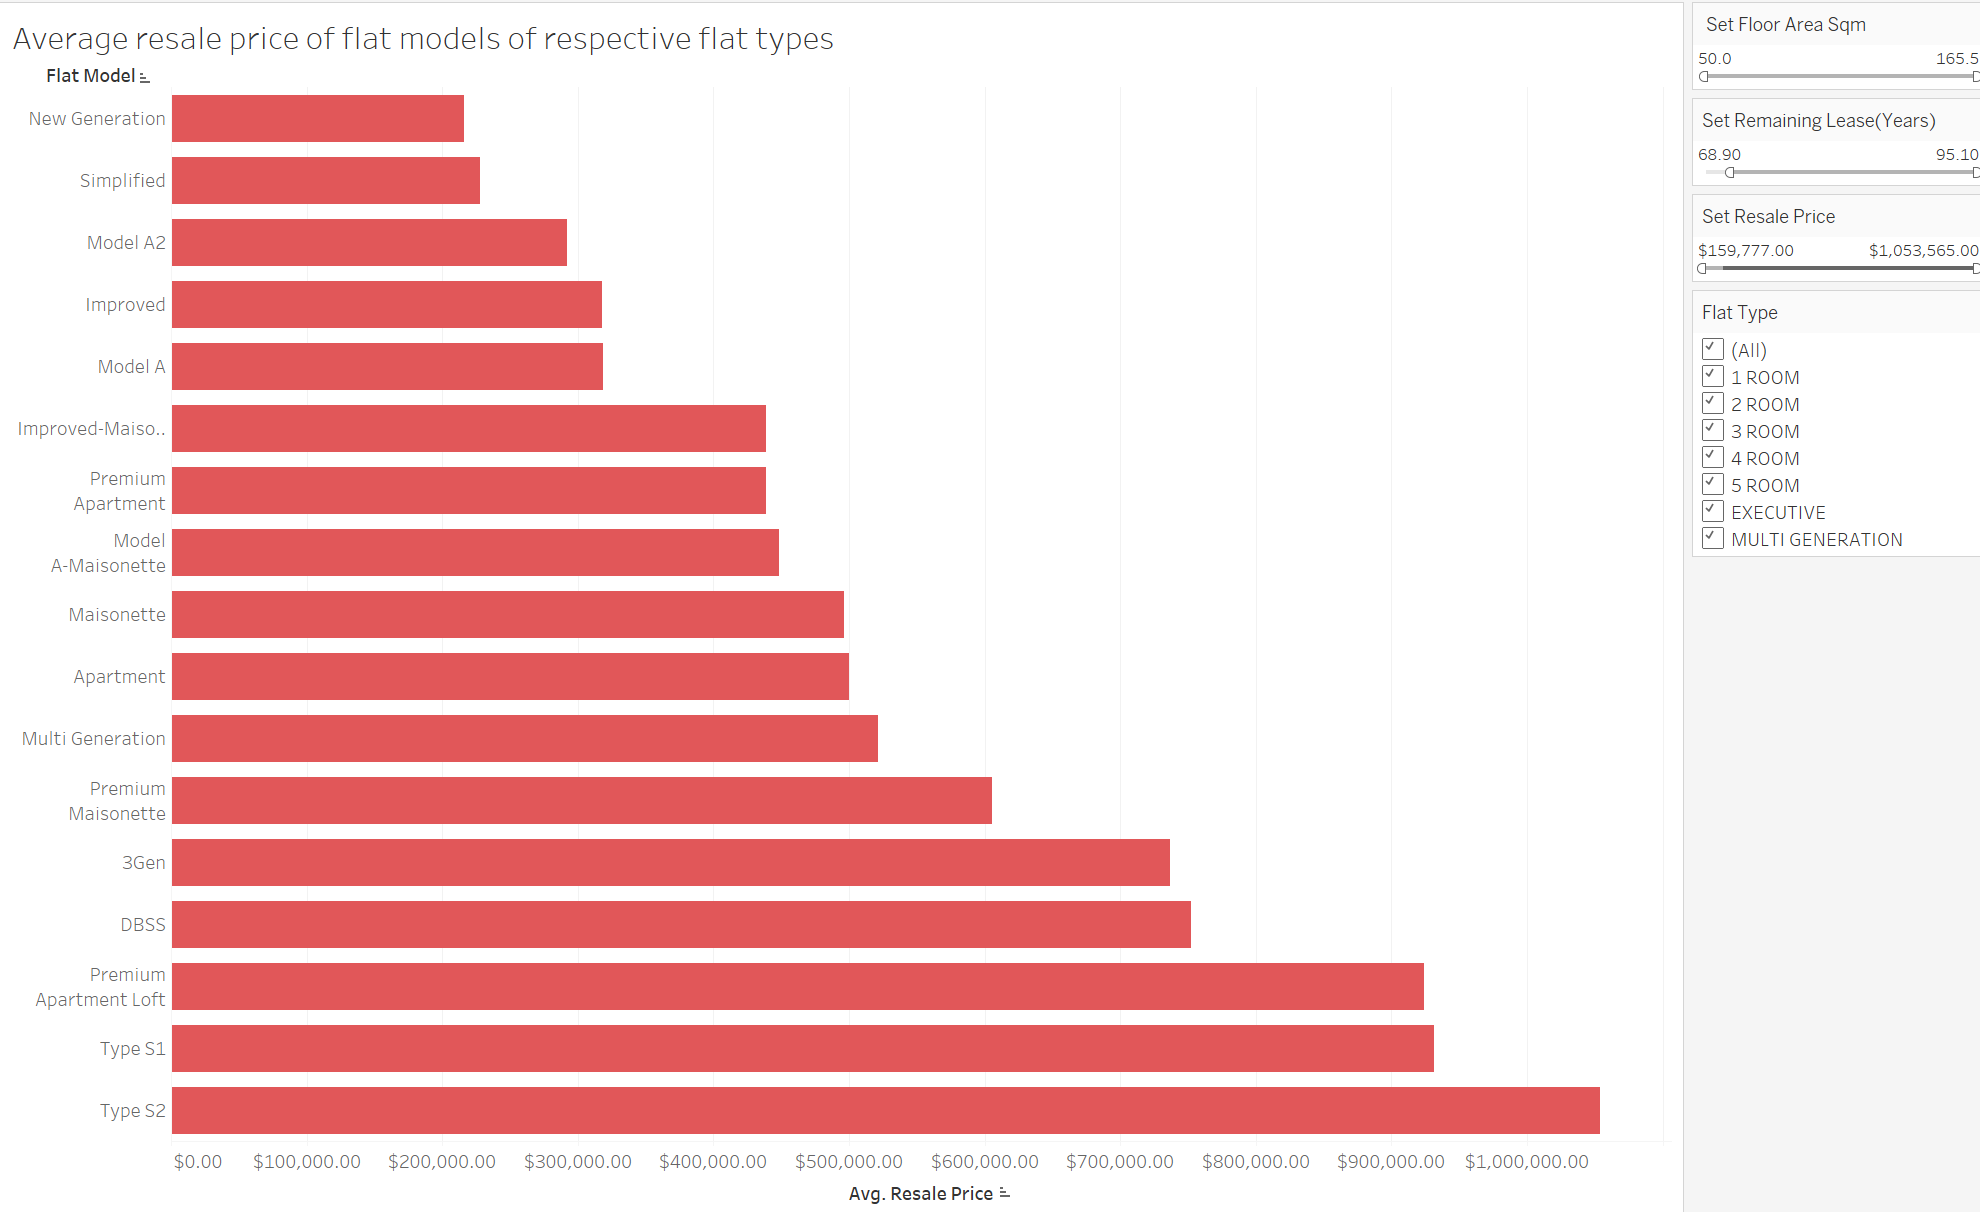 Average resale price of flat models of respective flat types
Flat Model
New Generation
Simplified
Model A2
Improved
Model A
Improved-Maiso..
Premium
Apartment
Model
A-Maisonette
Maisonette
Apartment
Multi Generation
Premium
Maisonette
3Gen
DBSS
Premium
Apartment Loft
Type S1
Type S2
$0.00 $100,000.00 $200,000.00 $300,000.00 $400,000.00 $500,000.00 $600,000.00 $700,000.00 $800,000.00 $900,000.00 $1,000,000.00
Avg. Resale Price
Set Floor Area Sqm
50.0 165.5
Set Remaining Lease(Years)
68.90 95.10
Set Resale Price
$159,777.00 $1,053,565.00
Flat Type
(All)
1 ROOM
2 ROOM
3 ROOM
4 ROOM
5 ROOM
EXECUTIVE
MULTI GENERATION